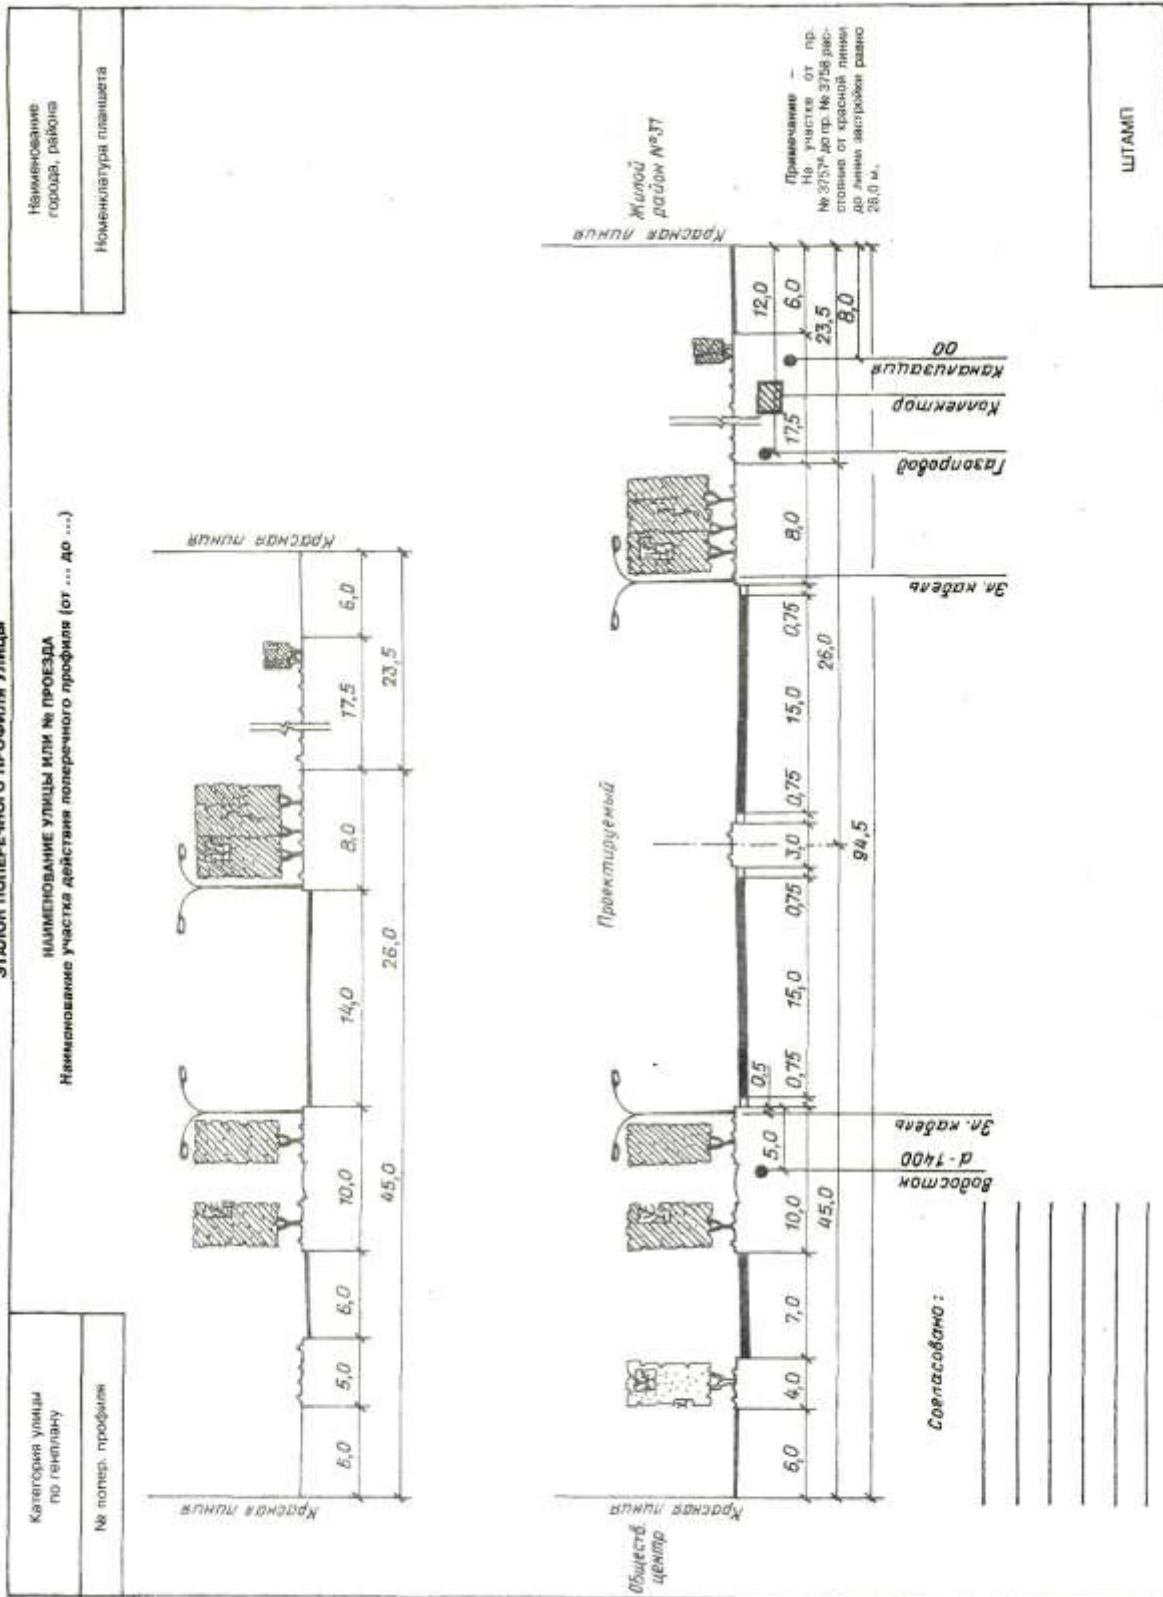 ЭТАЛОН ПОПЕРЕЧНОГО ПРОФИЛЯ УЛИЦЫ
Категория улицы
по генплану
№ попер. профиля
НАИМЕНОВАНИЕ УЛИЦЫ ИЛИ № ПРОЕЗДА
Наименование участка действия поперечного профиля (от ... до ...)
Наименование
города, района
Номенклатура планшета
Красная линия
Красная линия
6,0
5,0
6,0
10,0
14,0
8,0
17,5
6,0
45,0
26,0
23,5
Обществ.
центр
Красная линия
Проектируемый
Красная линия
Жилой
район №37
0,5
5,0
12,0
6,0
4,0
7,0
10,0
0,75
15,0
0,75
3,0
0,75
15,0
0,75
8,0
17,5
6,0
45,0
26,0
23,5
8,0
94,5
Водосток
d-1400
Эл. кабель
Эл. кабель
Газопровод
Коллектор
Канализация
00
Примечание –
На участке от пр.
№ 3757ᴬ до пр. № 3758 рас-
стояние от красной линии
до линии застройки равно
28,0 м.
Согласовано:
ШТАМП